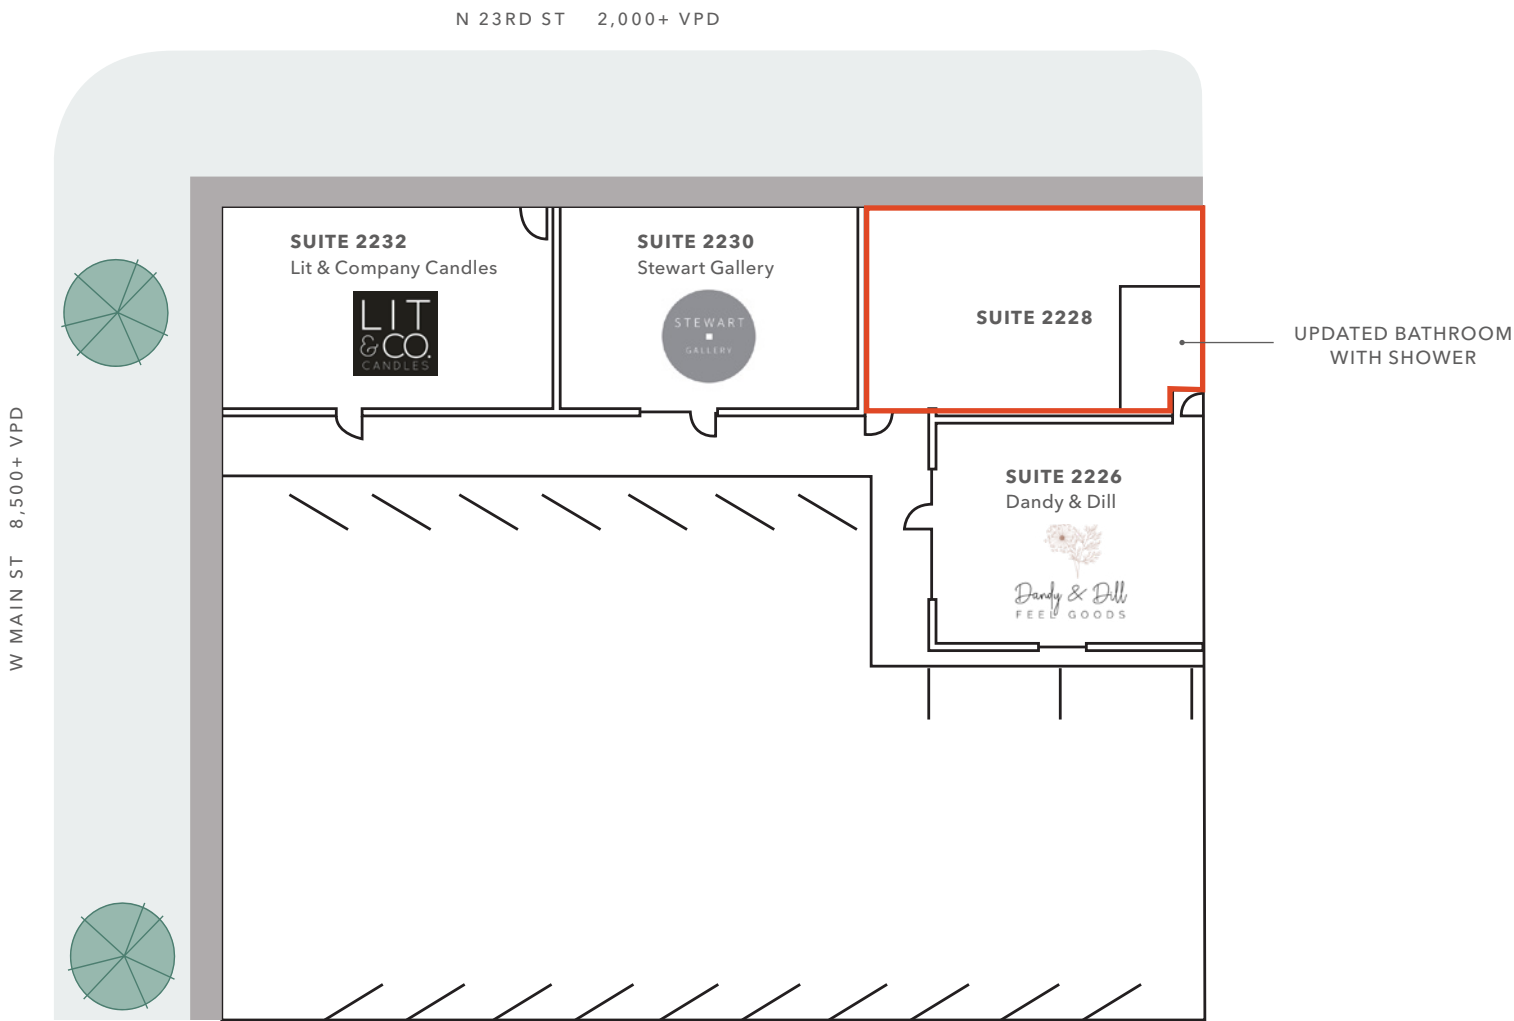 N 23RD ST 2,000+ VPD
W MAIN ST 8,500+ VPD
SUITE 2232
Lit & Company Candles
LIT
& CO.
CANDLES
SUITE 2230
Stewart Gallery
STEWART
GALLERY
SUITE 2228
UPDATED BATHROOM
WITH SHOWER
SUITE 2226
Dandy & Dill
Dandy & Dill
FEEL GOODS